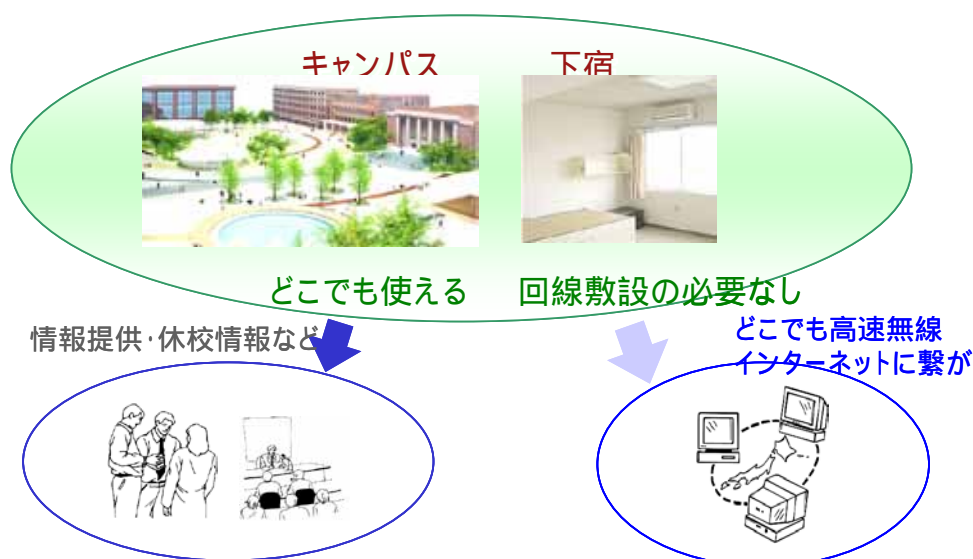 キャンパス
下宿
どこでも使える
回線敷設の必要なし
情報提供・休校情報など
どこでも高速無線
インターネットに繋が